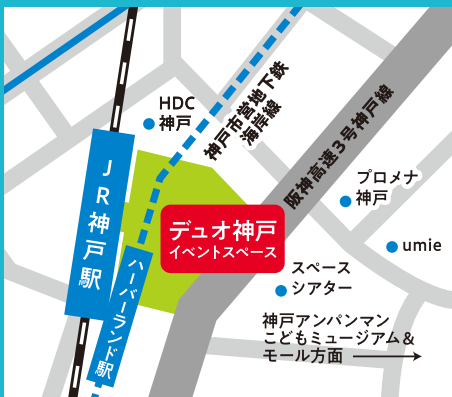 HDC
神戸
神戸市営地下鉄
海岸線
阪神高速3号神戸線
JR神戸駅
プロメナ
神戸
デュオ神戸
イベントスペース
umie
ハーバーランド駅
スペース
シアター
神戸アンパンマン
こどもミュージアム&
モール方面